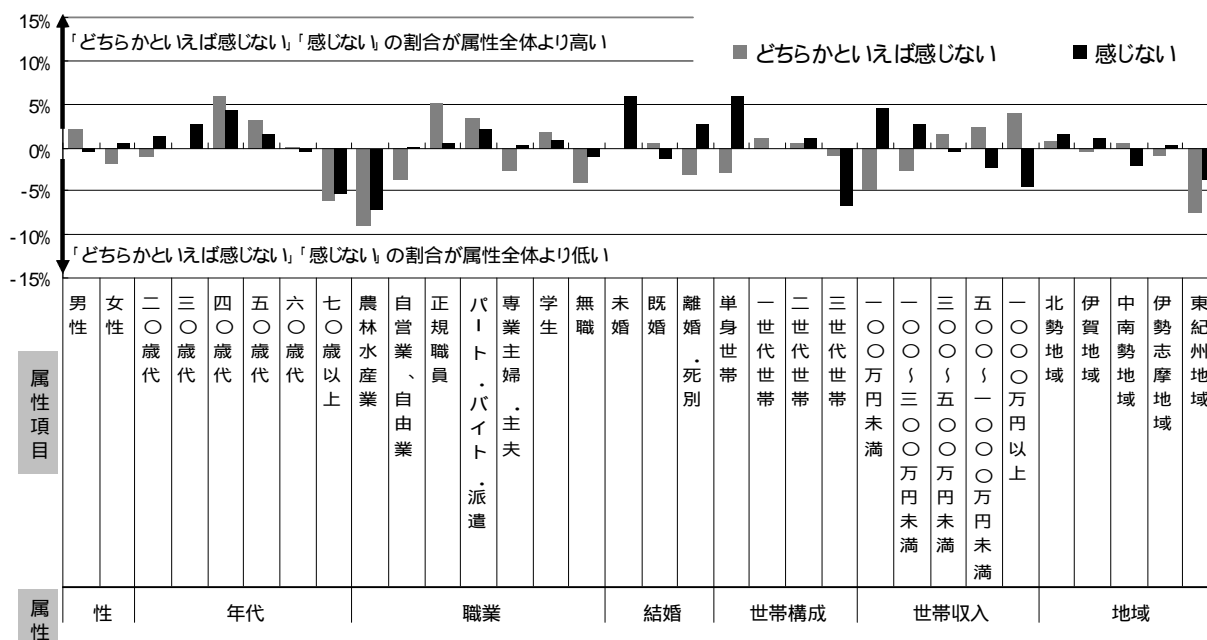 15%
「どちらかといえば感じない」「感じない」の割合が属性全体より高い
どちらかといえば感じない
感じない
10%
5%
0%
-5%
-10%
「どちらかといえば感じない」「感じない」の割合が属性全体より低い
-15%
属性項目
男性
女性
二〇歳代
三〇歳代
四〇歳代
五〇歳代
六〇歳代
七〇歳以上
農林水産業
自営業、自由業
正規職員
パート・バイト・派遣
専業主婦・主夫
学生
無職
未婚
既婚
離婚・死別
単身世帯
一世代世帯
二世代世帯
三世代世帯
一〇〇万円未満
一〇〇～三〇〇万円未満
三〇〇～五〇〇万円未満
五〇〇～一〇〇〇万円未満
一〇〇〇万円以上
北勢地域
伊賀地域
中南勢地域
伊勢志摩地域
東紀州地域
属性
性
年代
職業
結婚
世帯構成
世帯収入
地域